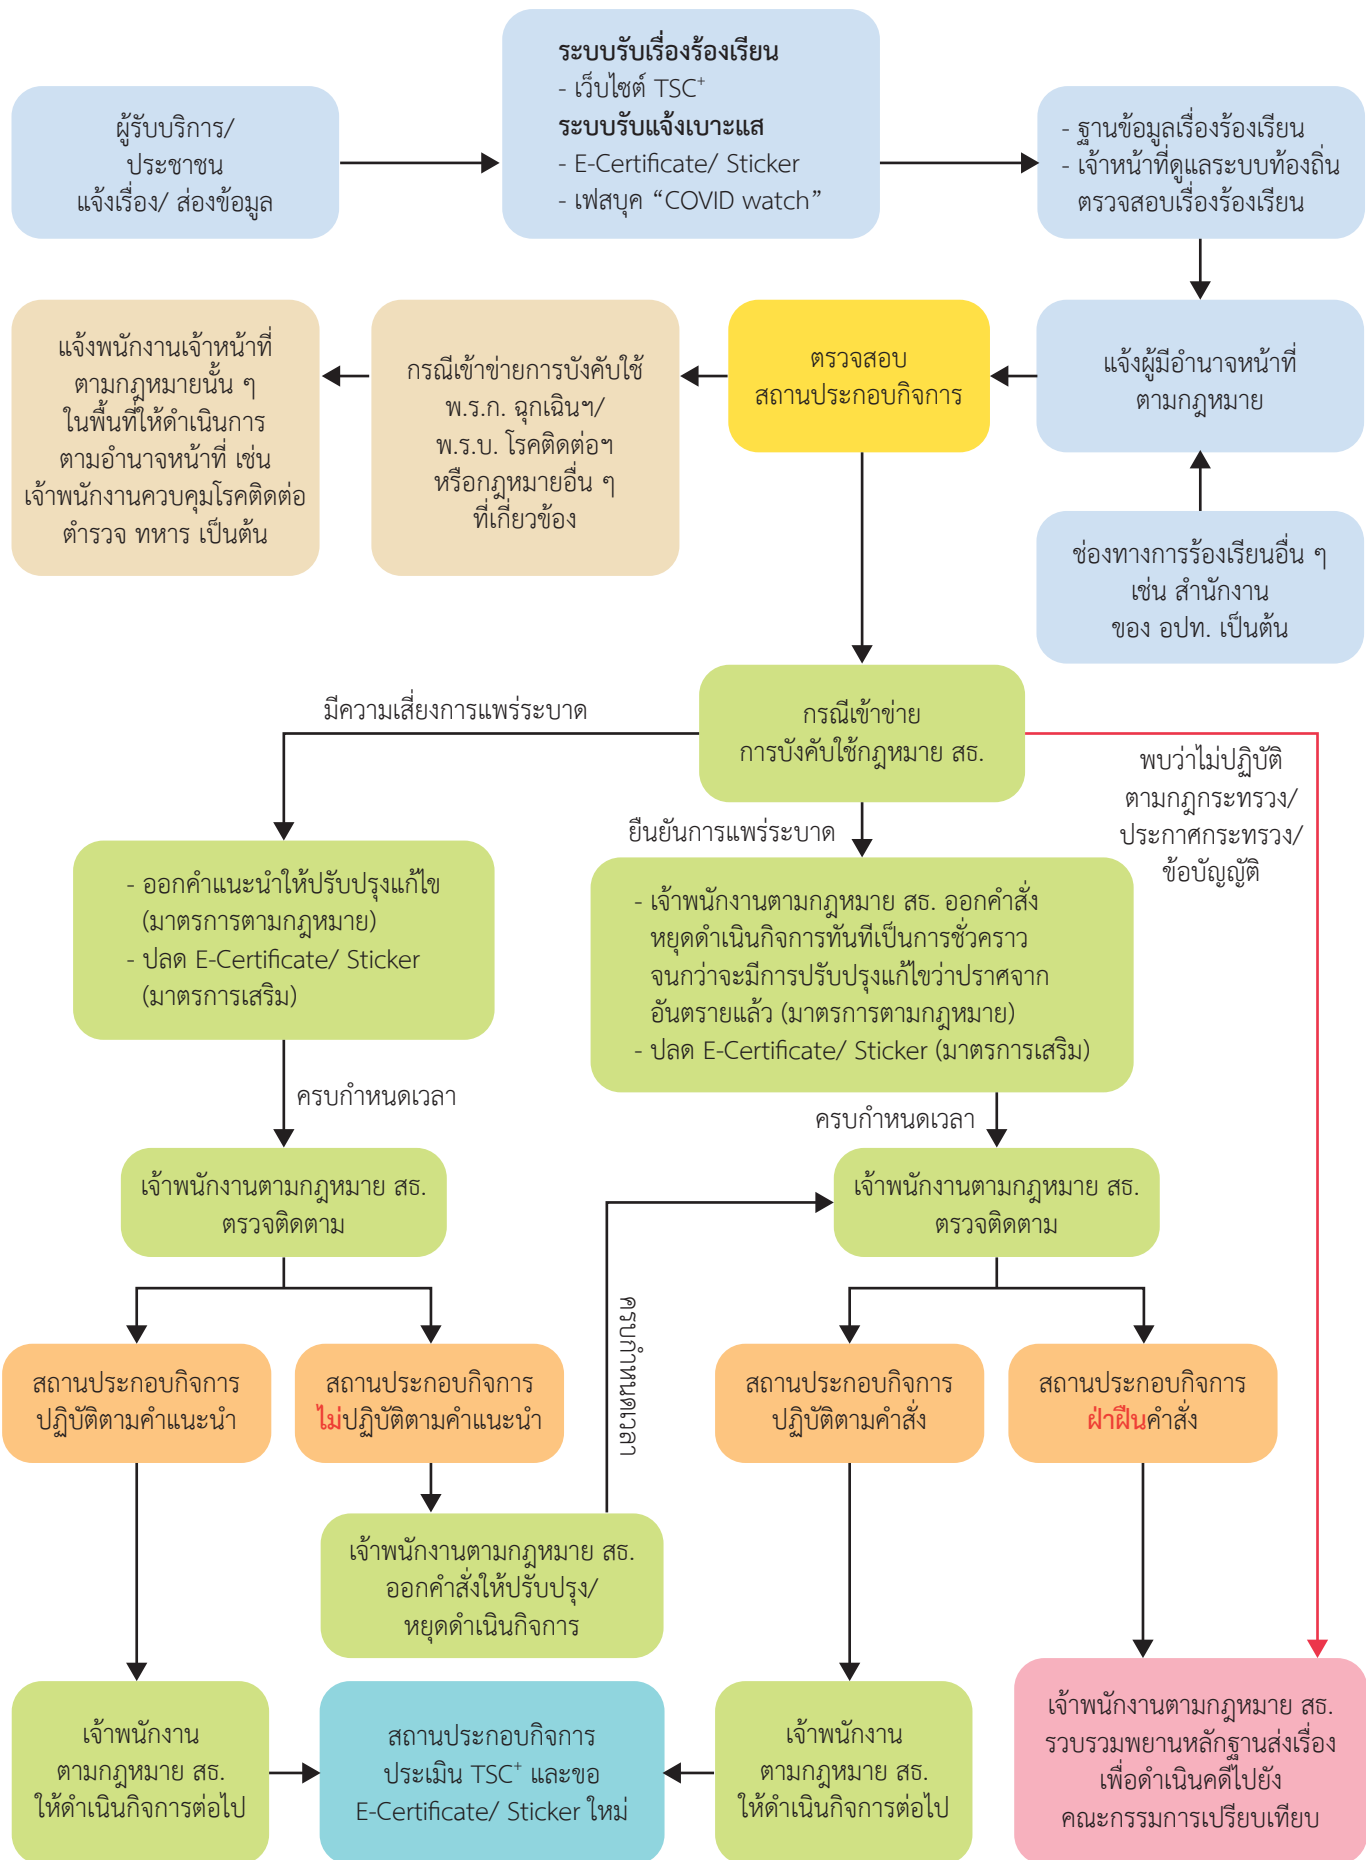 ผู้รับบริการ/
ประชาชน
แจ้งเรื่อง/ ส่องข้อมูล
ระบบรับเรื่องร้องเรียน
- เว็บไซต์ TSC⁺
ระบบรับแจ้งเบาะแส
- E-Certificate/ Sticker
- เฟสบุค “COVID watch”
- ฐานข้อมูลเรื่องร้องเรียน
- เจ้าหน้าที่ดูแลระบบท้องถิ่น
ตรวจสอบเรื่องร้องเรียน
แจ้งพนักงานเจ้าหน้าที่
ตามกฎหมายนั้น ๆ
ในพื้นที่ให้ดำเนินการ
ตามอำนาจหน้าที่ เช่น
เจ้าพนักงานควบคุมโรคติดต่อ
ตำรวจ ทหาร เป็นต้น
กรณีเข้าข่ายการบังคับใช้
พ.ร.ก. ฉุกเฉินฯ/
พ.ร.บ. โรคติดต่อฯ
หรือกฎหมายอื่น ๆ
ที่เกี่ยวข้อง
ตรวจสอบ
สถานประกอบกิจการ
แจ้งผู้มีอำนาจหน้าที่
ตามกฎหมาย
ช่องทางการร้องเรียนอื่น ๆ
เช่น สำนักงาน
ของ อปท. เป็นต้น
มีความเสี่ยงการแพร่ระบาด
กรณีเข้าข่าย
การบังคับใช้กฎหมาย สธ.
พบว่าไม่ปฏิบัติ
ตามกฎกระทรวง/
ประกาศกระทรวง/
ข้อบัญญัติ
ยืนยันการแพร่ระบาด
- ออกคำแนะนำให้ปรับปรุงแก้ไข
(มาตรการตามกฎหมาย)
- ปลด E-Certificate/ Sticker
(มาตรการเสริม)
- เจ้าพนักงานตามกฎหมาย สธ. ออกคำสั่ง
หยุดดำเนินกิจการทันทีเป็นการชั่วคราว
จนกว่าจะมีการปรับปรุงแก้ไขว่าปราศจาก
อันตรายแล้ว (มาตรการตามกฎหมาย)
- ปลด E-Certificate/ Sticker (มาตรการเสริม)
ครบกำหนดเวลา
ครบกำหนดเวลา
เจ้าพนักงานตามกฎหมาย สธ.
ตรวจติดตาม
เจ้าพนักงานตามกฎหมาย สธ.
ตรวจติดตาม
ครบกำหนดเวลา
สถานประกอบกิจการ
ปฏิบัติตามคำแนะนำ
สถานประกอบกิจการ
ไม่ปฏิบัติตามคำแนะนำ
สถานประกอบกิจการ
ปฏิบัติตามคำสั่ง
สถานประกอบกิจการ
ฝ่าฝืนคำสั่ง
เจ้าพนักงานตามกฎหมาย สธ.
ออกคำสั่งให้ปรับปรุง/
หยุดดำเนินกิจการ
เจ้าพนักงาน
ตามกฎหมาย สธ.
ให้ดำเนินกิจการต่อไป
สถานประกอบกิจการ
ประเมิน TSC⁺ และขอ
E-Certificate/ Sticker ใหม่
เจ้าพนักงาน
ตามกฎหมาย สธ.
ให้ดำเนินกิจการต่อไป
เจ้าพนักงานตามกฎหมาย สธ.
รวบรวมพยานหลักฐานส่งเรื่อง
เพื่อดำเนินคดีไปยัง
คณะกรรมการเปรียบเทียบ